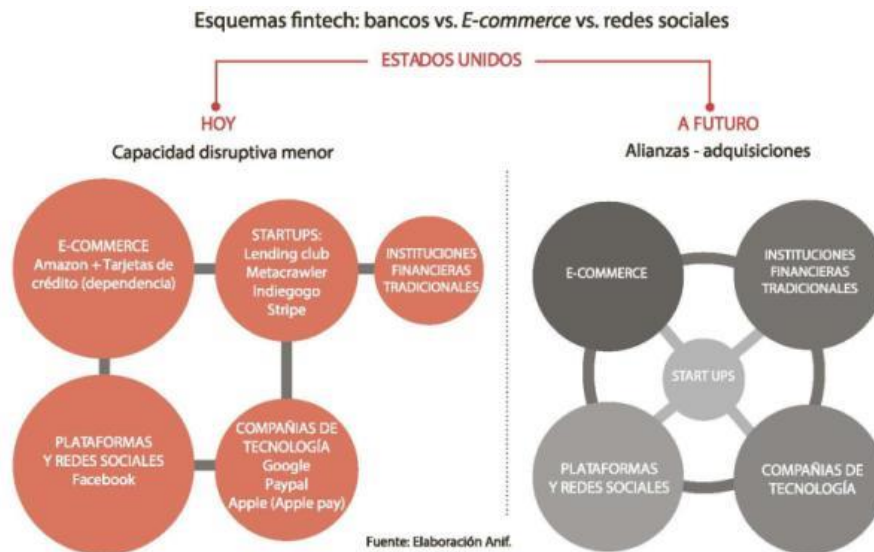 Esquemas fintech: bancos vs. E-commerce vs. redes sociales
ESTADOS UNIDOS
HOY
Capacidad disruptiva menor
E-COMMERCE
Amazon + Tarjetas de
crédito (dependencia)
STARTUPS:
Lending club
Metacrawler
Indiegogo
Stripe
INSTITUCIONES
FINANCIERAS
TRADICIONALES
PLATAFORMAS
Y REDES SOCIALES
Facebook
COMPAÑIAS DE
TECNOLOGÍA
Google
Paypal
Apple (Apple pay)
A FUTURO
Alianzas - adquisiciones
E-COMMERCE
INSTITUCIONES
FINANCIERAS
TRADICIONALES
START UPS
PLATAFORMAS
Y REDES SOCIALES
COMPAÑIAS DE
TECNOLOGÍA
Fuente: Elaboración Anif.